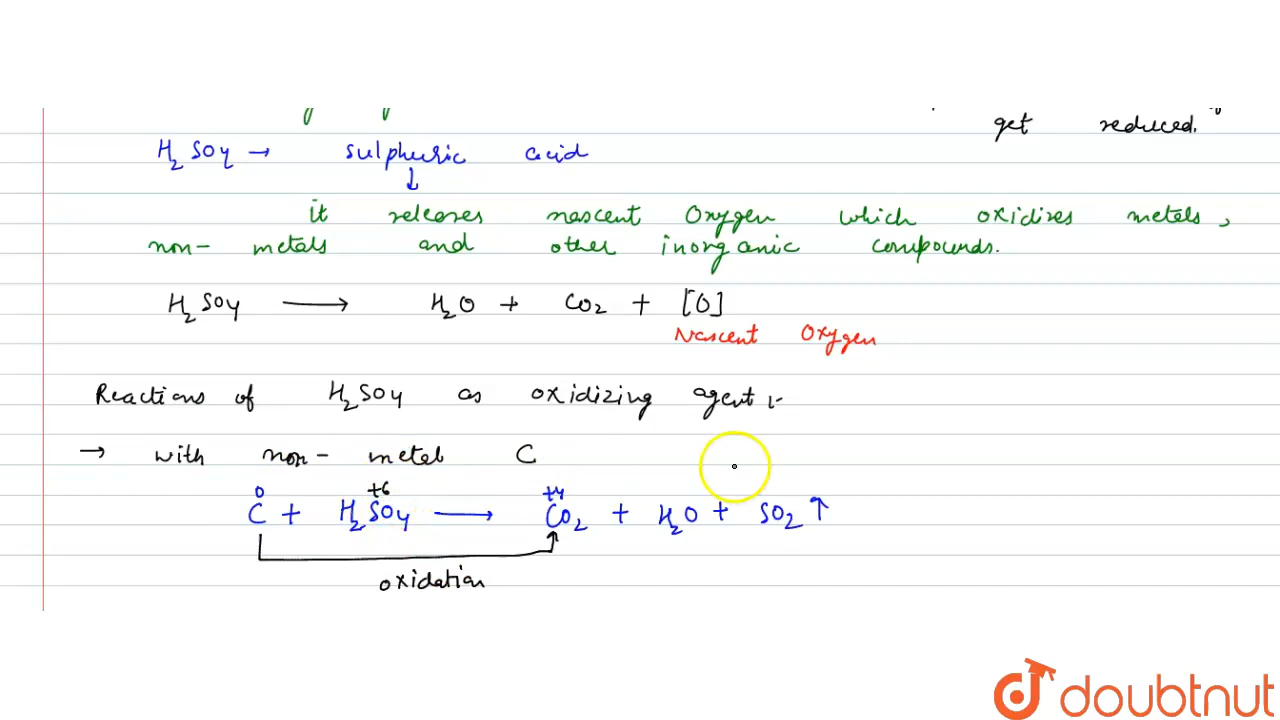 get reduced.
H2SO4 → sulphuric acid
↓
it releases nascent Oxygen which oxidizes metals,
non-metals and other inorganic compounds.
H2SO4 ⟶ H2O + CO2 + [O]
Nascent Oxygen
Reactions of H2SO4 as oxidizing agent :-
→ with non-metal C
0 +6 +4
C + H2SO4 ⟶ CO2 + H2O + SO2 ↑
oxidation
doubtnut